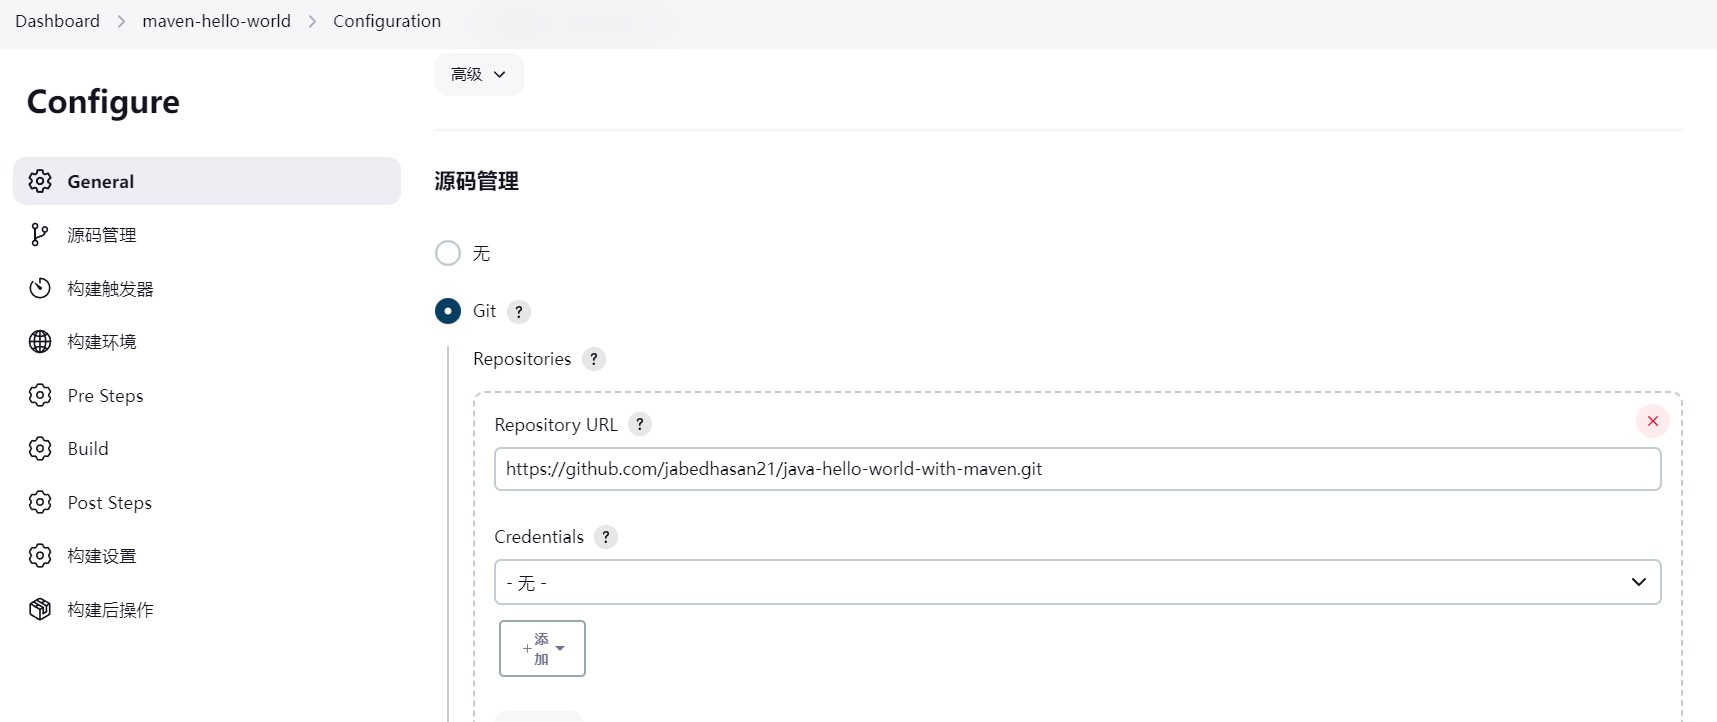 Dashboard > maven-hello-world > Configuration
Configure
General
源码管理
构建触发器
构建环境
Pre Steps
Build
Post Steps
构建设置
构建后操作
高级
源码管理
无
Git ?
Repositories ?
Repository URL ?
https://github.com/jabedhasan21/java-hello-world-with-maven.git
Credentials ?
- 无 -
+添
加